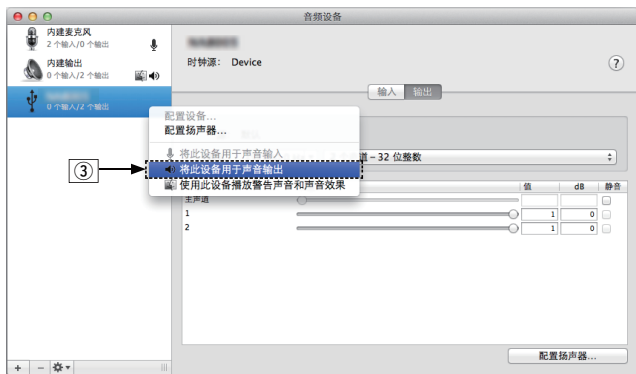 音频设备
内建麦克风
2 个输入/0 个输出
内建输出
0 个输入/2 个输出
0 个输入/2 个输出
时钟源: Device
?
输入 输出
配置设备...
配置扬声器...
将此设备用于声音输入
将此设备用于声音输出
使用此设备播放警告声音和声音效果
③
道 – 32 位整数
值 dB 静音
主声道
1 1 0
2 1 0
配置扬声器...
+ −